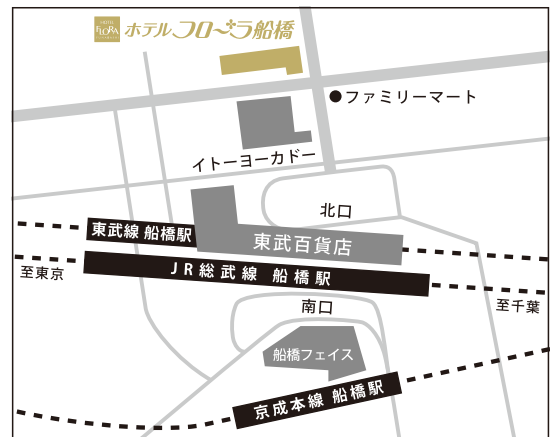 HOTEL
FLORA
ホテルフローラ船橋
ファミリーマート
イトーヨーカドー
北口
東武線 船橋駅
東武百貨店
JR総武線 船橋駅
至東京
至千葉
南口
船橋フェイス
京成本線 船橋駅